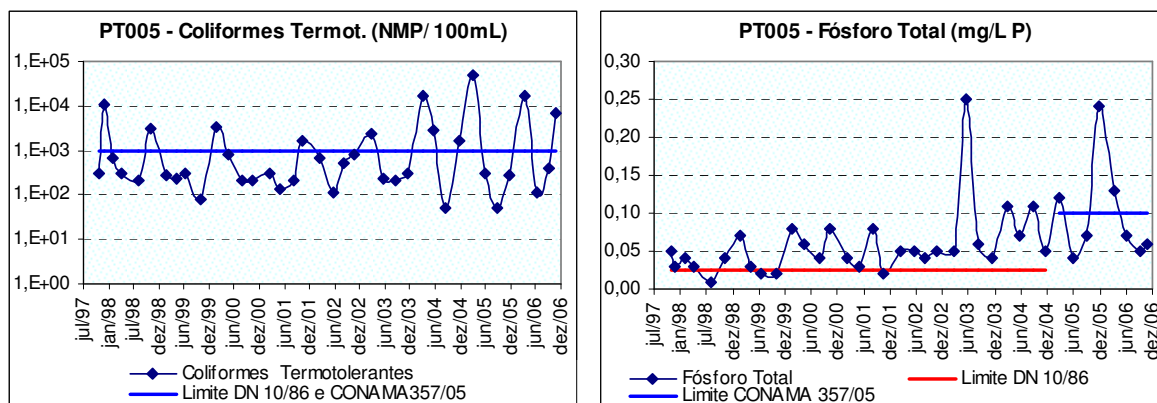 PT005 - Coliformes Termot. (NMP/ 100mL)
1,E+05
1,E+04
1,E+03
1,E+02
1,E+01
1,E+00
jul/97
jan/98
jul/98
dez/98
jun/99
dez/99
jun/00
dez/00
jun/01
dez/01
jun/02
dez/02
jun/03
dez/03
jun/04
dez/04
jun/05
dez/05
jun/06
dez/06
Coliformes Termotolerantes
Limite DN 10/86 e CONAMA357/05
PT005 - Fósforo Total (mg/L P)
0,30
0,25
0,20
0,15
0,10
0,05
0,00
jul/97
jan/98
jul/98
dez/98
jun/99
dez/99
jun/00
dez/00
jun/01
dez/01
jun/02
dez/02
jun/03
dez/03
jun/04
dez/04
jun/05
dez/05
jun/06
dez/06
Fósforo Total
Limite DN 10/86
Limite CONAMA 357/05